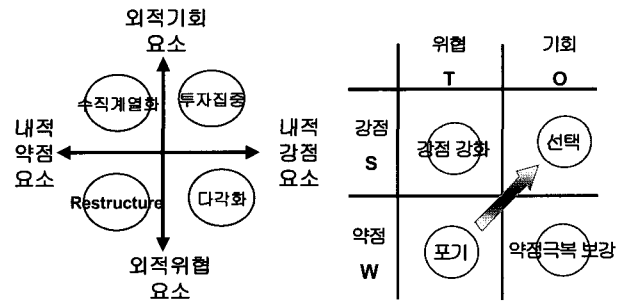 외적기회
요소
수직계열화
투자집중
내적
약점
요소
내적
강점
요소
Restructure
다각화
외적위협
요소
위협
T
기회
O
강점
S
강점 강화
선택
약점
W
포기
약점극복 보강